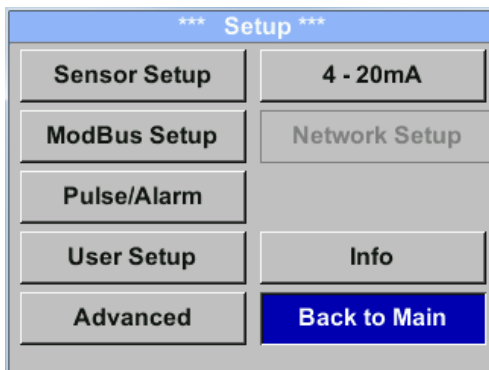 *** Setup ***
Sensor Setup
4 - 20mA
ModBus Setup
Network Setup
Pulse/Alarm
User Setup
Info
Advanced
Back to Main